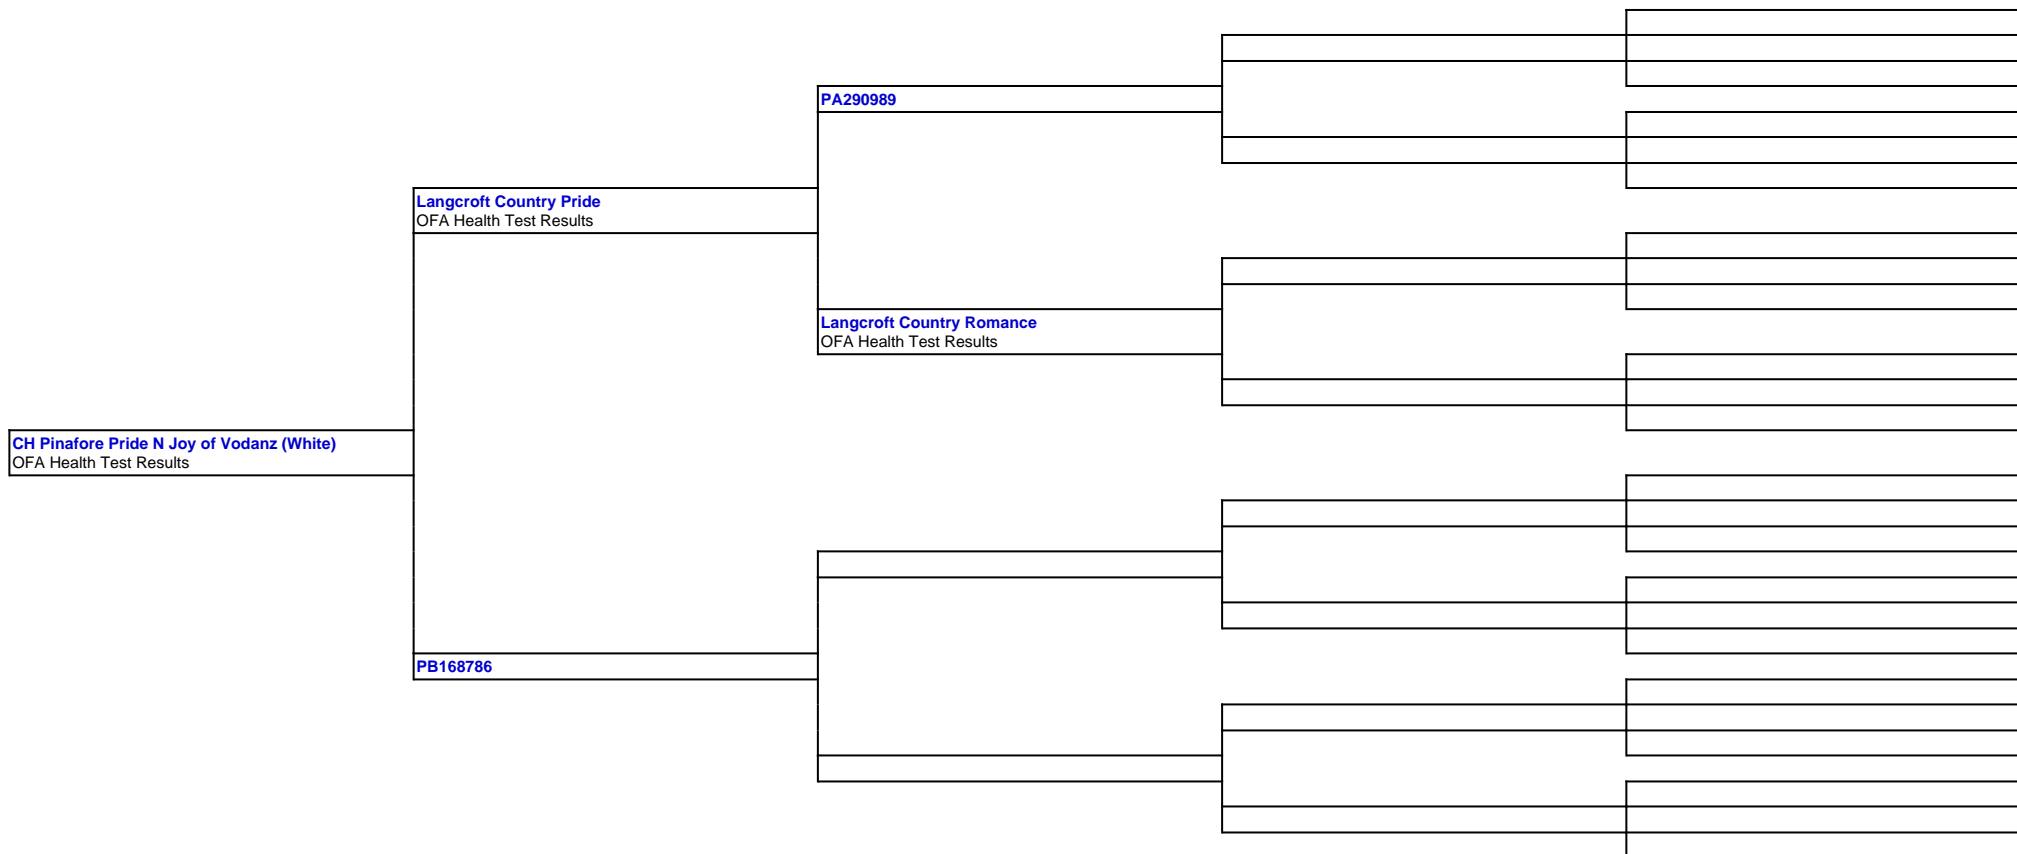 PA290989
Langcroft Country Pride
OFA Health Test Results
Langcroft Country Romance
OFA Health Test Results
CH Pinafore Pride N Joy of Vodanz (White)
OFA Health Test Results
PB168786